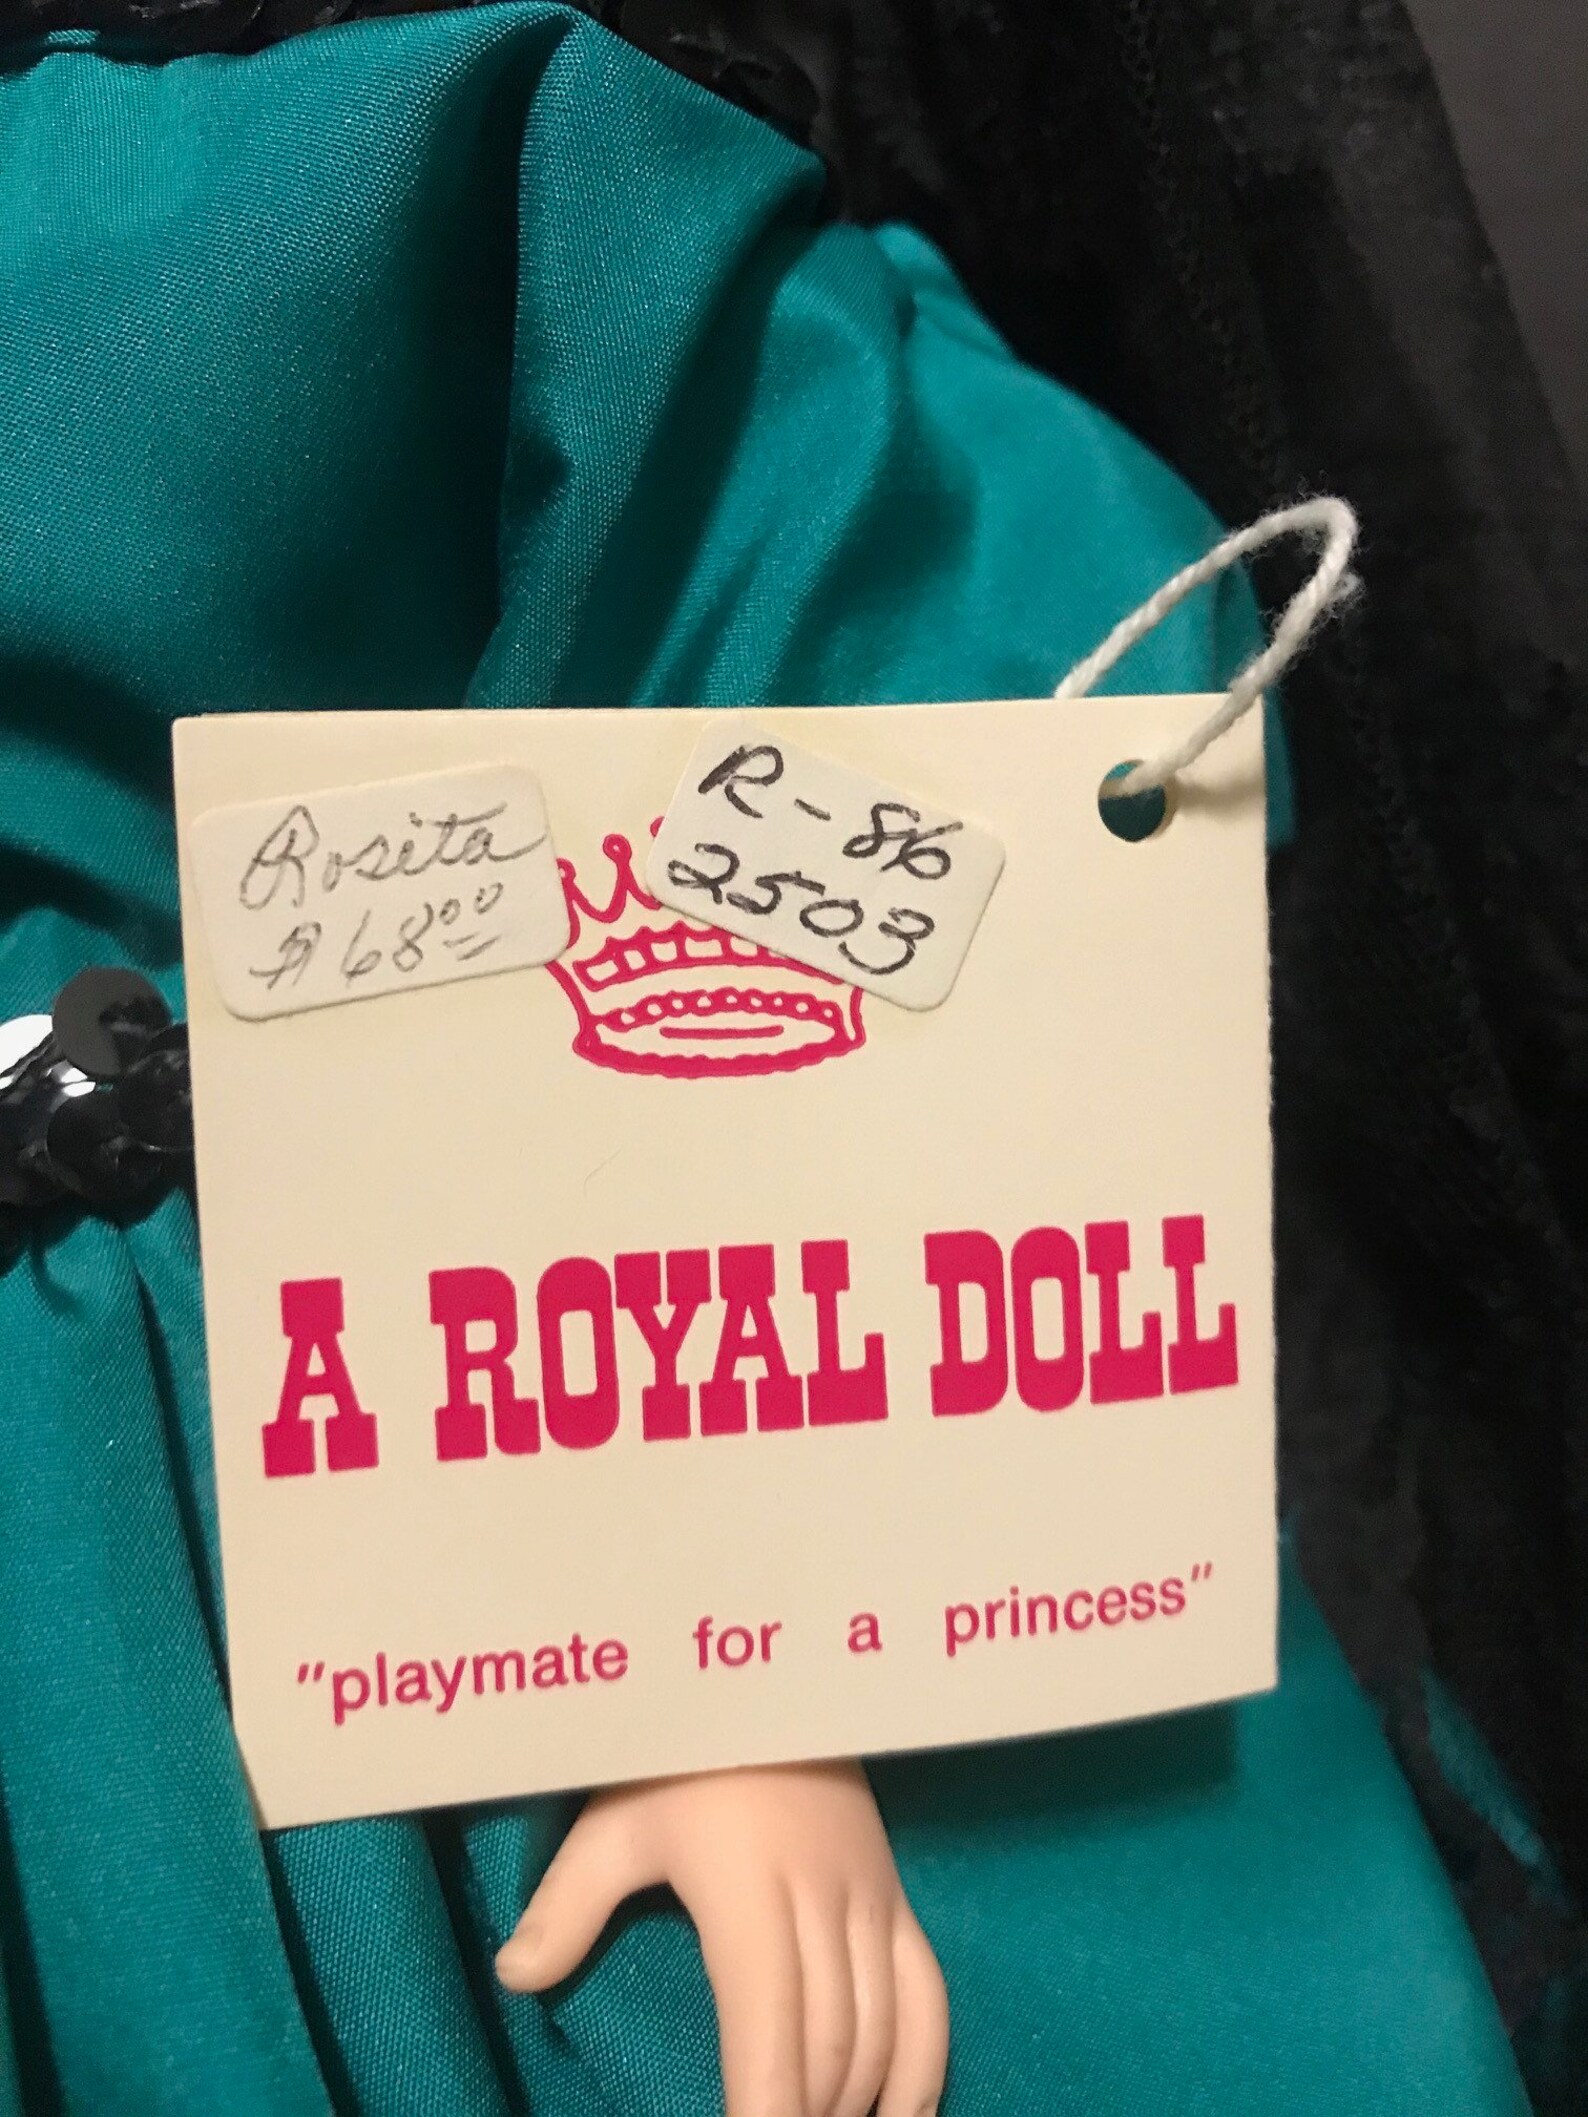 Rosita
$68.00
R-86
2503
A ROYAL DOLL
"playmate for a princess"